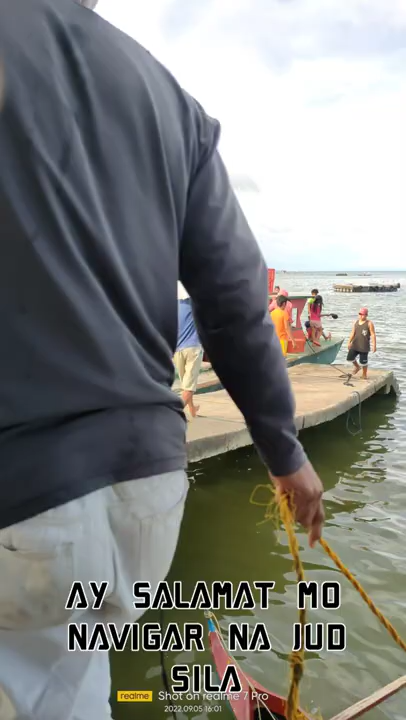 AY SALAMAT MO
NAVIGAR NA JUD
SILA
realme Shot on realme 7 Pro
2022.09.05 16:01